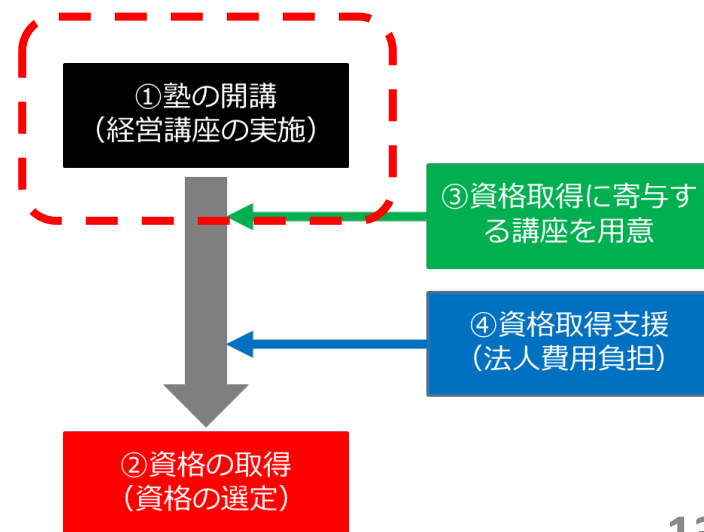 ①塾の開講
（経営講座の実施）
③資格取得に寄与す
る講座を用意
④資格取得支援
（法人費用負担）
②資格の取得
（資格の選定）